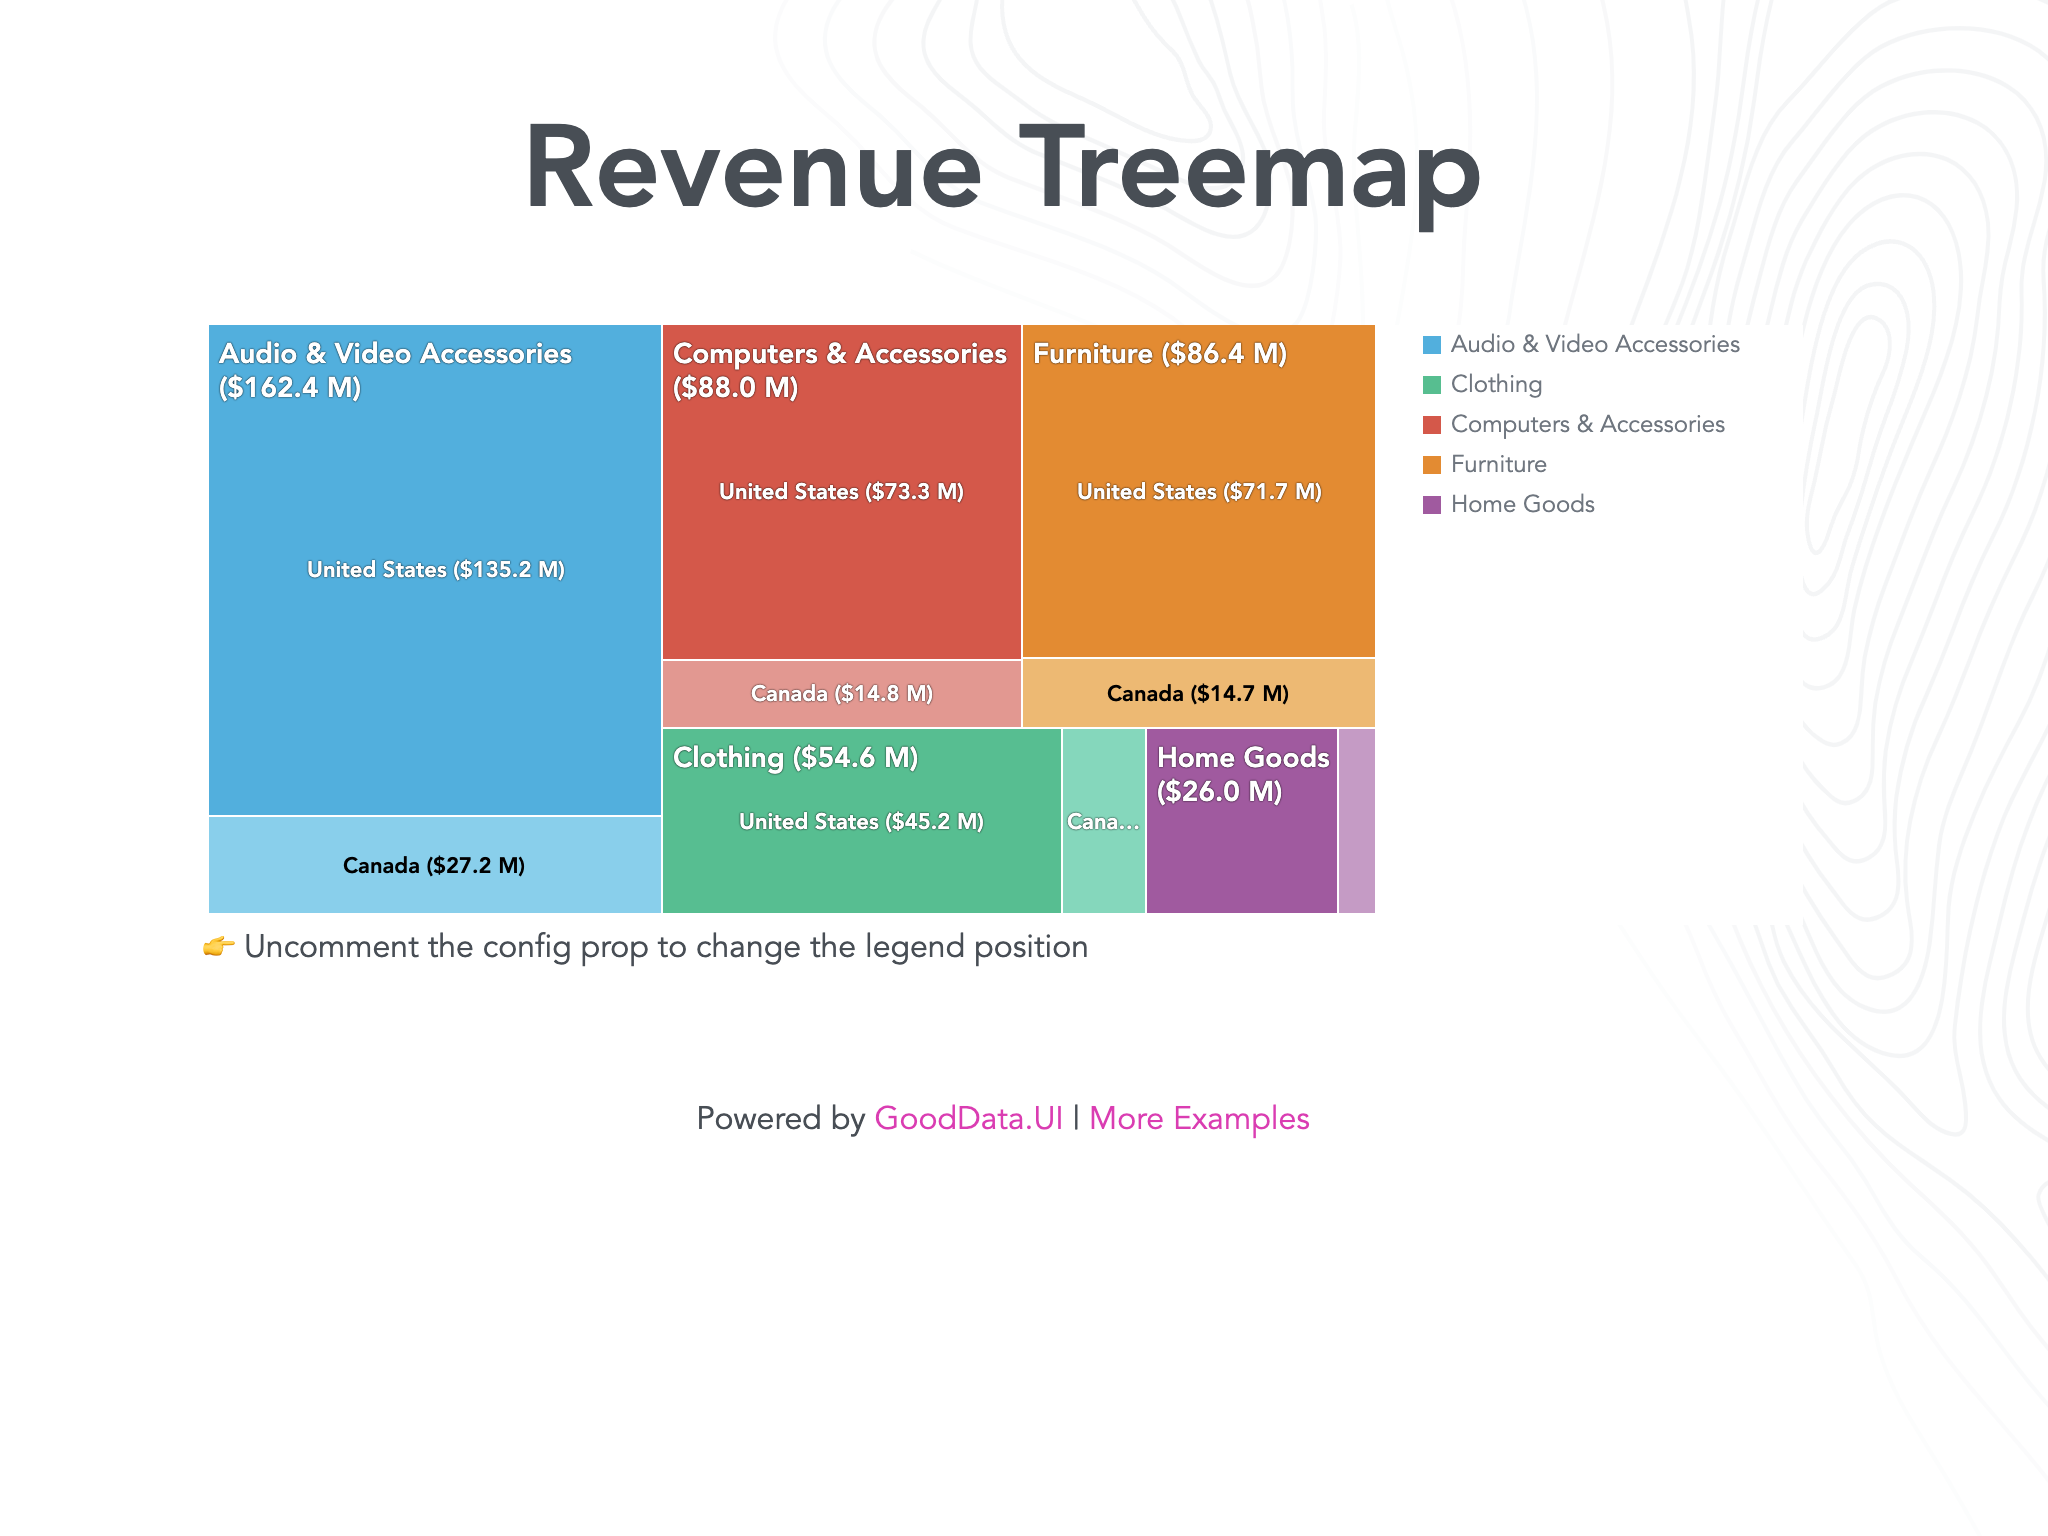 Revenue Treemap
Audio & Video Accessories
($162.4 M)
United States ($135.2 M)
Canada ($27.2 M)
Computers & Accessories
($88.0 M)
United States ($73.3 M)
Canada ($14.8 M)
Furniture ($86.4 M)
United States ($71.7 M)
Canada ($14.7 M)
Clothing ($54.6 M)
United States ($45.2 M)
Cana...
Home Goods
($26.0 M)
Audio & Video Accessories
Clothing
Computers & Accessories
Furniture
Home Goods
👉 Uncomment the config prop to change the legend position
Powered by GoodData.UI | More Examples